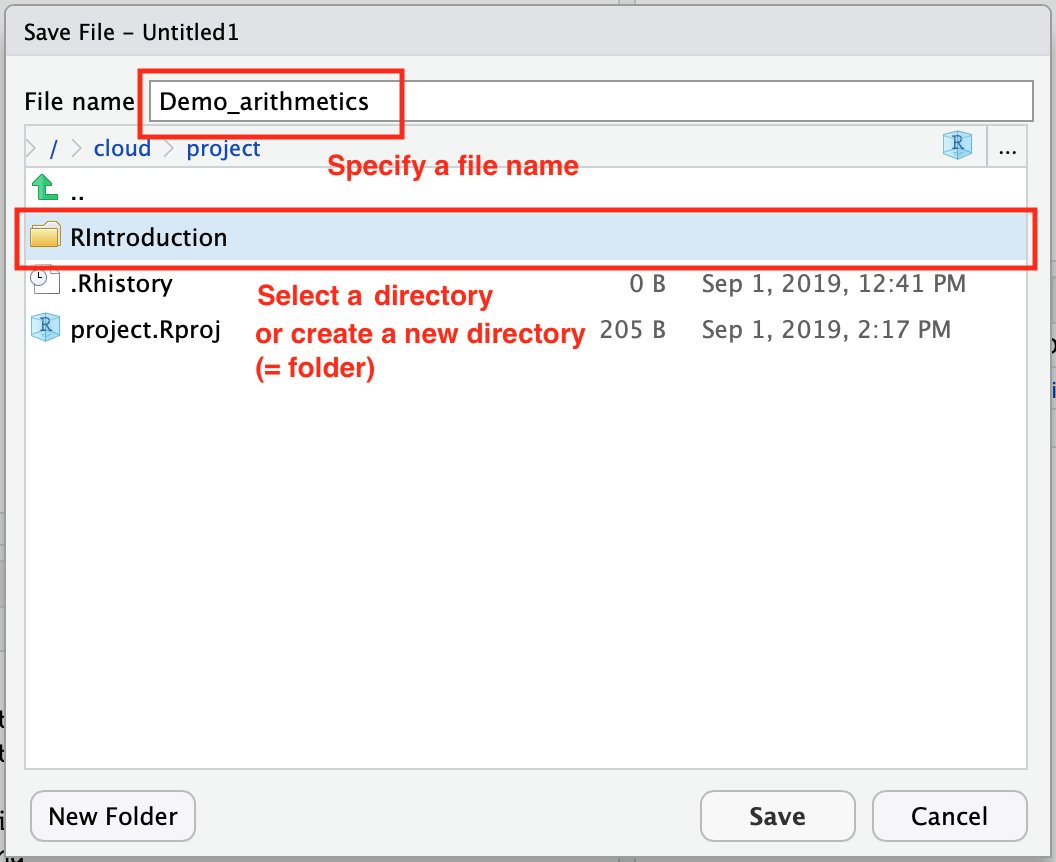 Save File – Untitled1
File name
Demo_arithmetics
/ cloud project
R
...
Specify a file name
..
RIntroduction
.Rhistory 0 B Sep 1, 2019, 12:41 PM
Select a directory
R project.Rproj or create a new directory 205 B Sep 1, 2019, 2:17 PM
(= folder)
New Folder Save Cancel